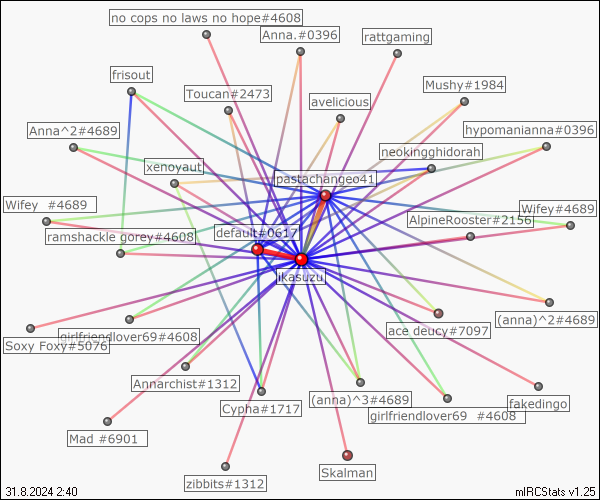 no cops no laws no hope#4608
Anna.#0396
rattgaming
frisout
Toucan#2473
avelicious
Mushy#1984
Anna^2#4689
hypomanianna#0396
neokingghidorah
xenoyaut
pastachangeo41
Wifey  #4689
Wifey#4689
AlpineRooster#2156
ramshackle gorey#4608
default#0617
jkasuzu
Soxy Foxy#5076
girlfriendlover69#4608
ace deucy#7097
(anna)^2#4689
Annarchist#1312
Cypha#1717
(anna)^3#4689
girlfriendlover69  #4608
fakedingo
Mad  #6901
Skalman
zibbits#1312
31.8.2024 2:40
mIRCStats v1.25